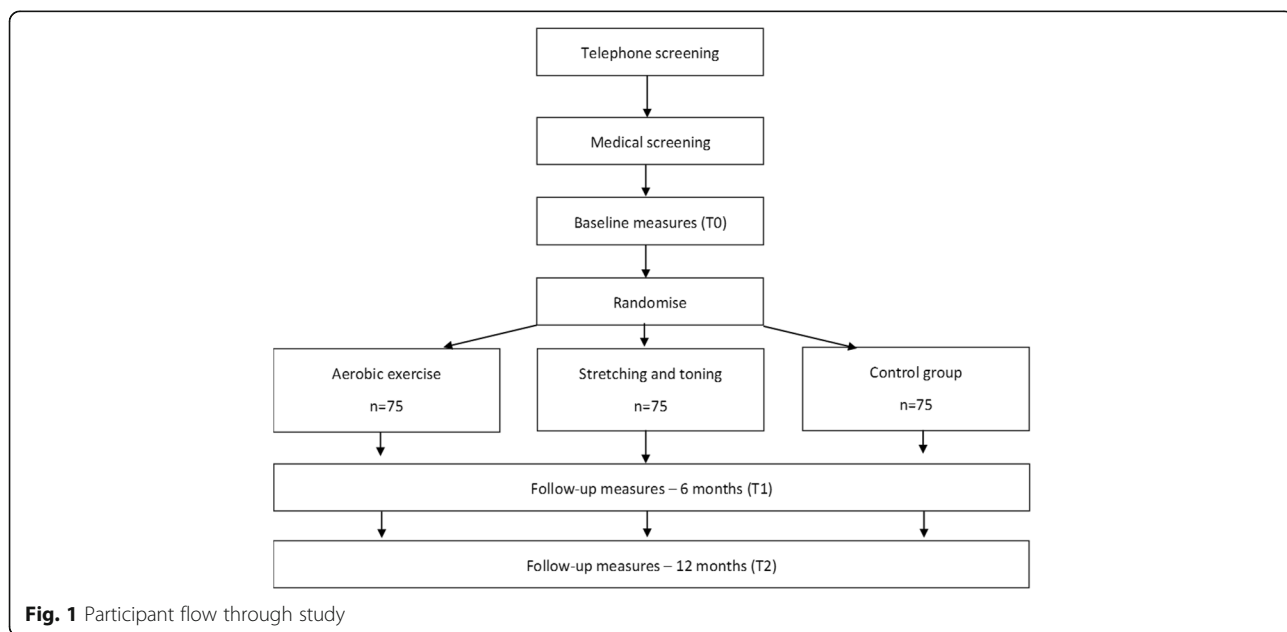 Telephone screening
Medical screening
Baseline measures (T0)
Randomise
Aerobic exercise
n=75
Stretching and toning
n=75
Control group
n=75
Follow-up measures – 6 months (T1)
Follow-up measures – 12 months (T2)
Fig. 1 Participant flow through study